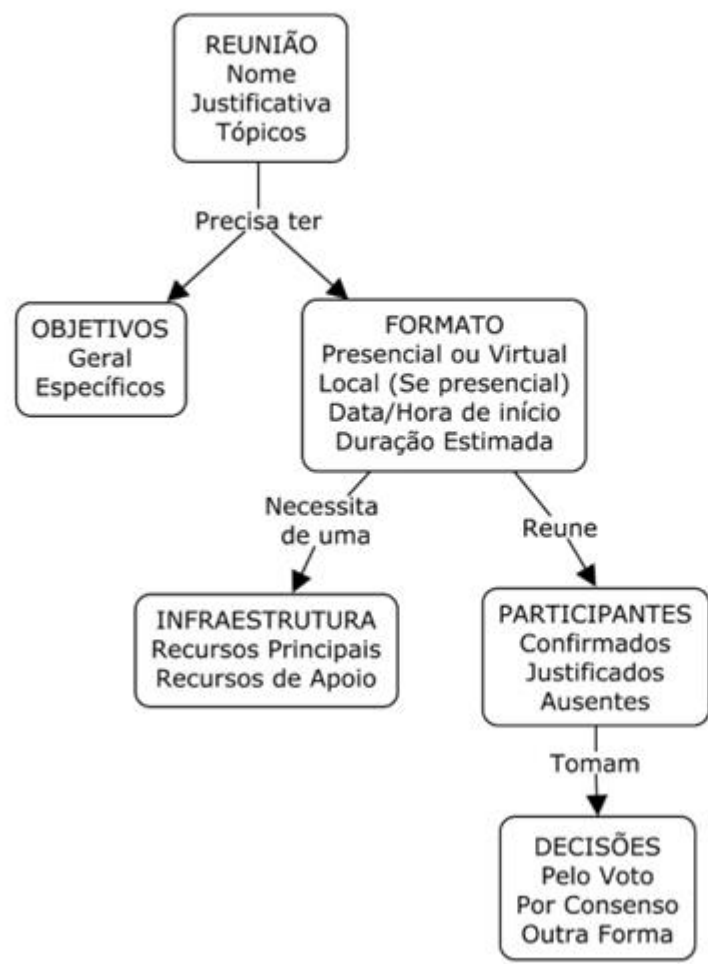 REUNIÃO
Nome
Justificativa
Tópicos
Precisa ter
OBJETIVOS
Geral
Específicos
FORMATO
Presencial ou Virtual
Local (Se presencial)
Data/Hora de início
Duração Estimada
Necessita
de uma
Reune
INFRAESTRUTURA
Recursos Principais
Recursos de Apoio
PARTICIPANTES
Confirmados
Justificados
Ausentes
Tomam
DECISÕES
Pelo Voto
Por Consenso
Outra Forma